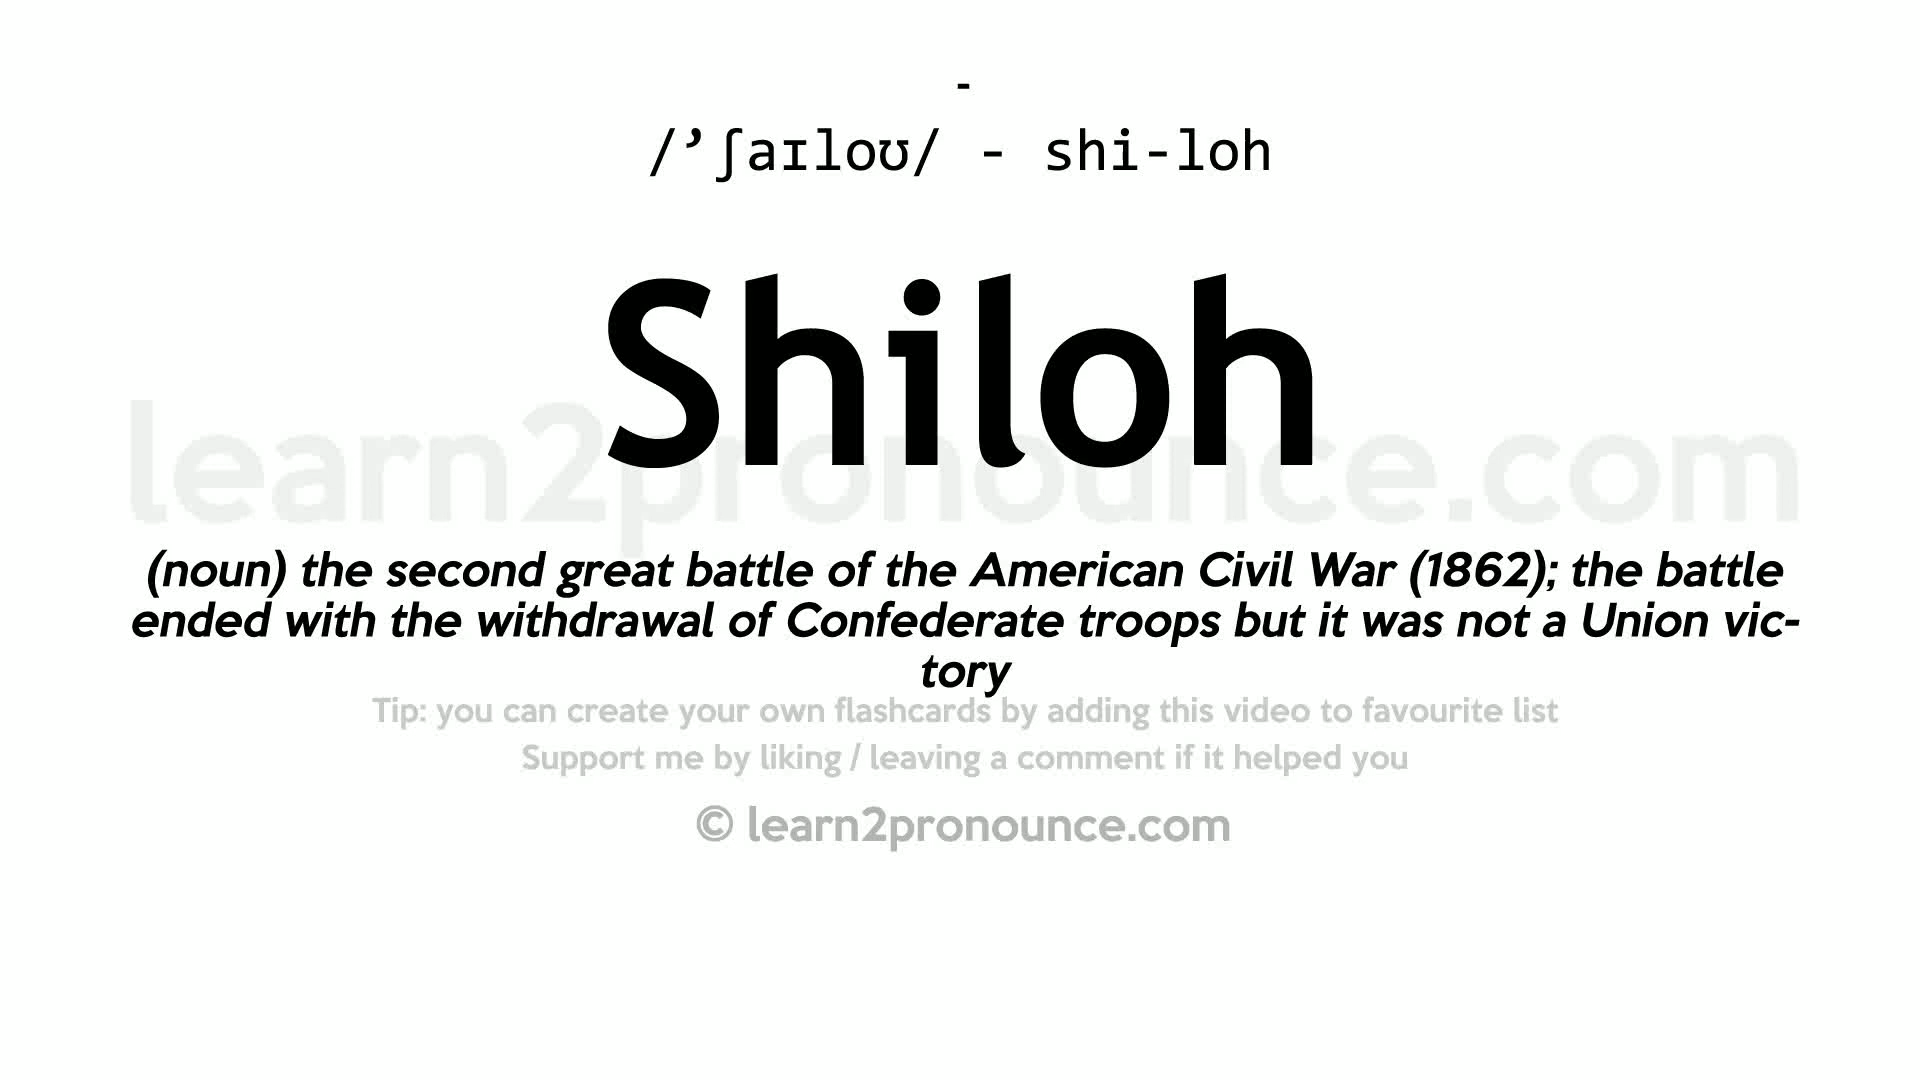 -
/’ʃaɪloʊ/ - shi-loh
Shiloh
learn2pronounce.com
(noun) the second great battle of the American Civil War (1862); the battle
ended with the withdrawal of Confederate troops but it was not a Union vic-
tory
Tip: you can create your own flashcards by adding this video to favourite list
Support me by liking / leaving a comment if it helped you
© learn2pronounce.com